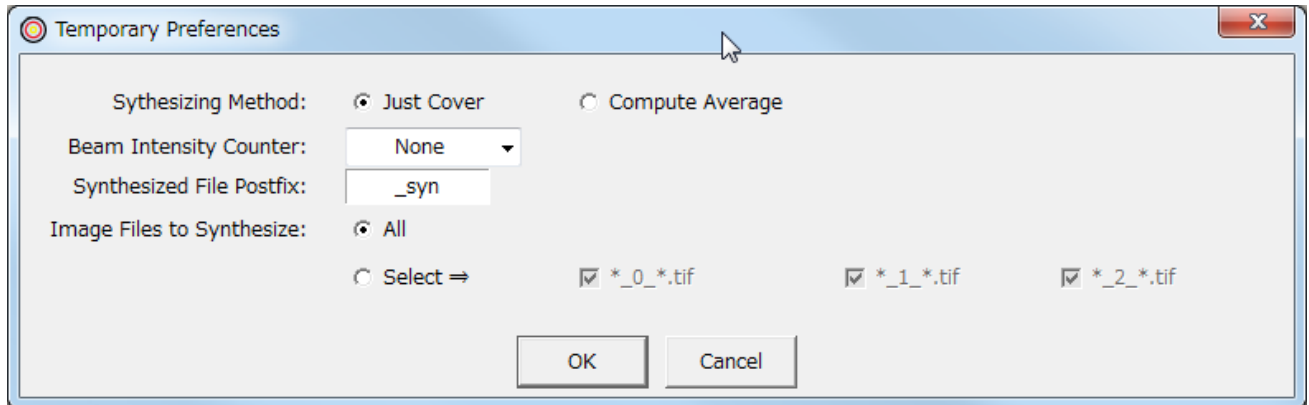 Temporary Preferences
Sythesizing Method: Just Cover Compute Average
Beam Intensity Counter: None
Synthesized File Postfix: _syn
Image Files to Synthesize: All
Select ⇒ *_0_*.tif *_1_*.tif *_2_*.tif
OK Cancel